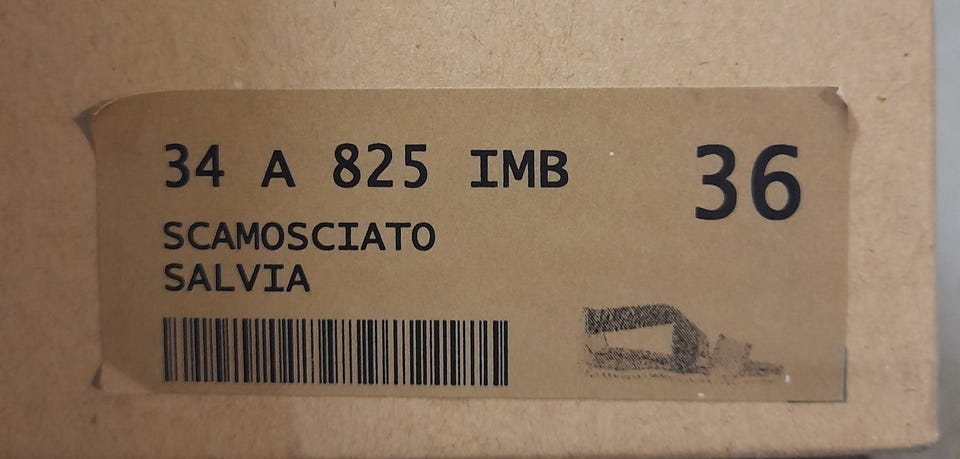 34 A 825 IMB 36
SCAMOSCIATO
SALVIA